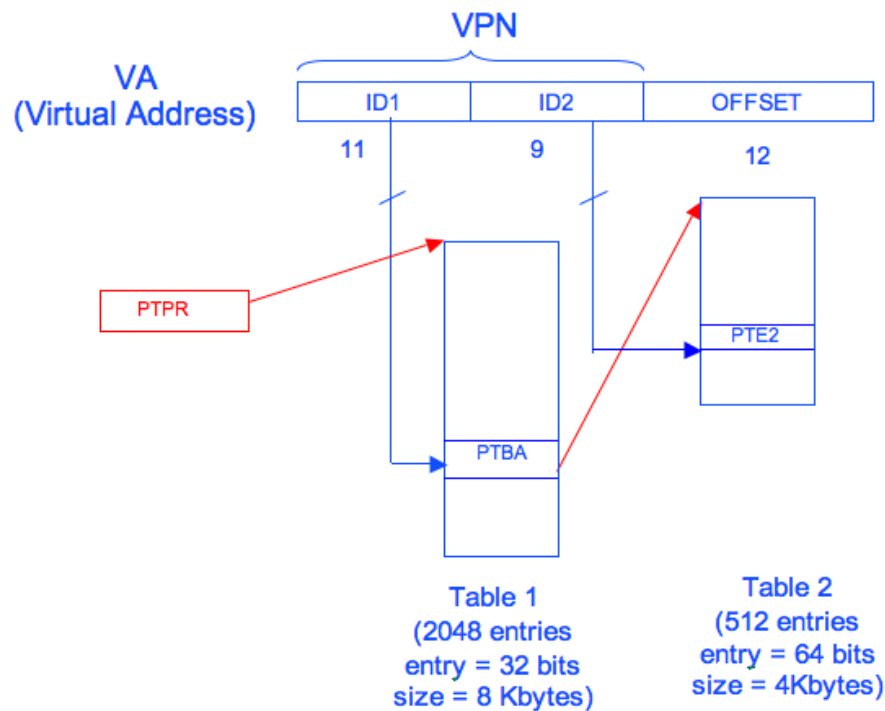 VPN
VA
(Virtual Address)
ID1
ID2
OFFSET
11
9
12
PTPR
PTE2
PTBA
Table 1
(2048 entries
entry = 32 bits
size = 8 Kbytes)
Table 2
(512 entries
entry = 64 bits
size = 4Kbytes)